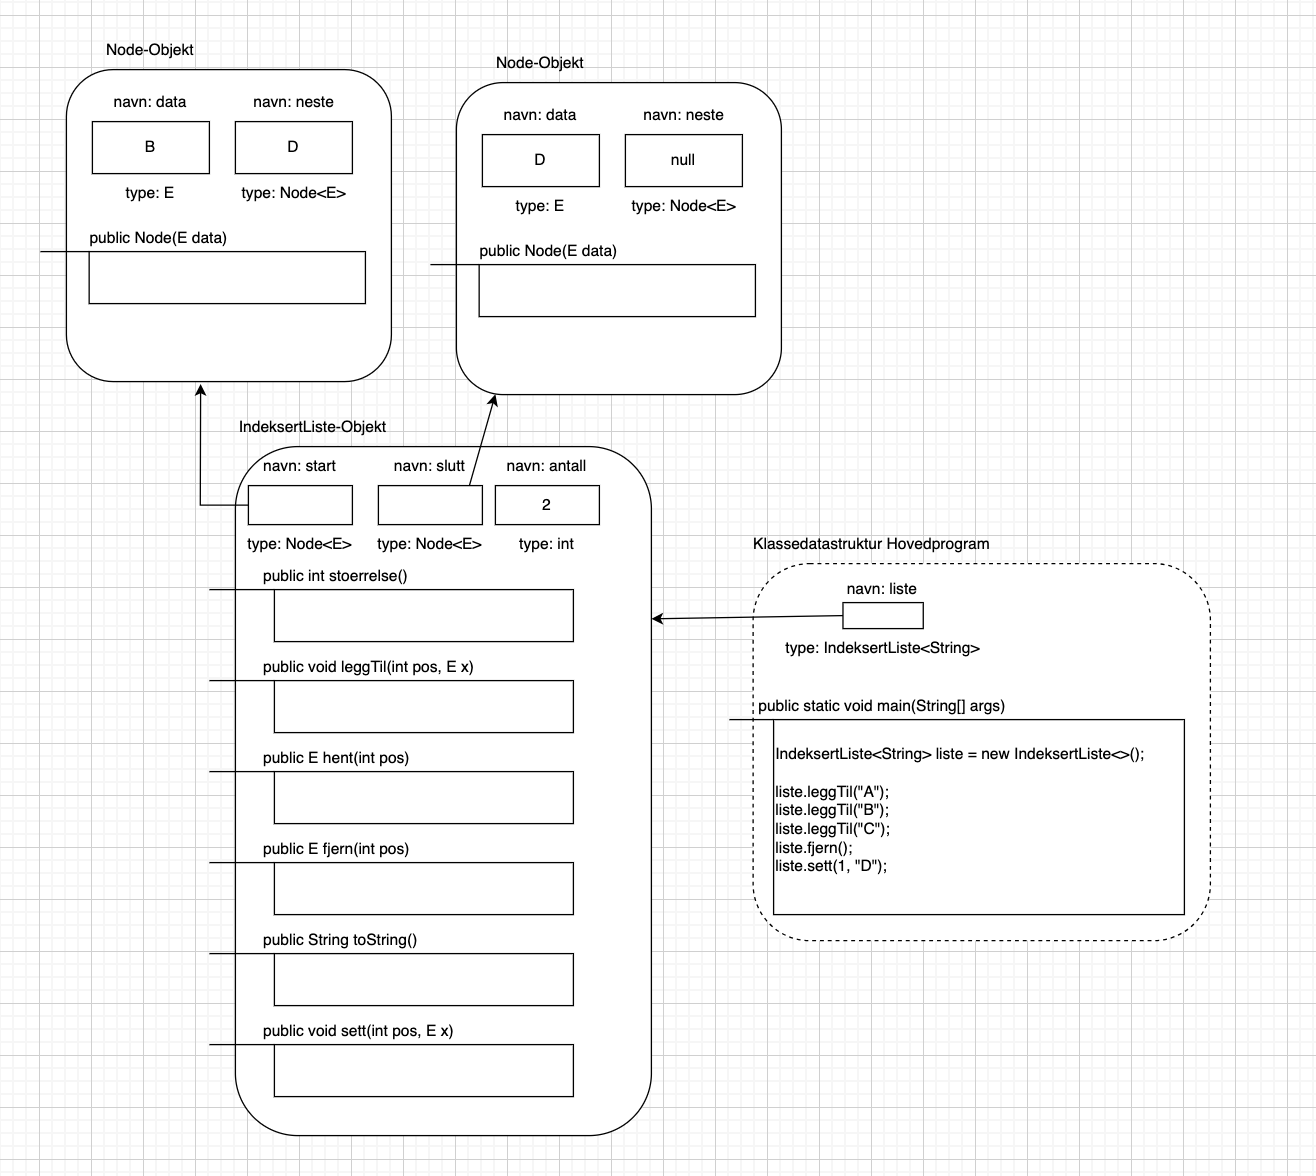 Node-Objekt
navn: data
navn: neste
B
D
type: E
type: Node<E>
public Node(E data)
Node-Objekt
navn: data
navn: neste
D
null
type: E
type: Node<E>
public Node(E data)
IndeksertListe-Objekt
navn: start
navn: slutt
navn: antall
2
type: Node<E>
type: Node<E>
type: int
public int stoerrelse()
public void leggTil(int pos, E x)
public E hent(int pos)
public E fjern(int pos)
public String toString()
public void sett(int pos, E x)
Klassedatastruktur Hovedprogram
navn: liste
type: IndeksertListe<String>
public static void main(String[] args)
IndeksertListe<String> liste = new IndeksertListe<>();
liste.leggTil("A");
liste.leggTil("B");
liste.leggTil("C");
liste.fjern();
liste.sett(1, "D");